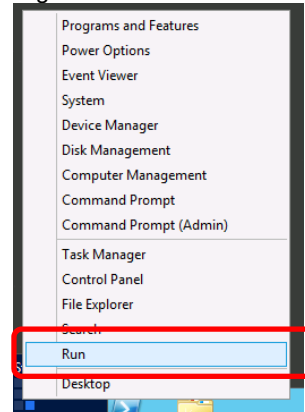 Programs and Features
Power Options
Event Viewer
System
Device Manager
Disk Management
Computer Management
Command Prompt
Command Prompt (Admin)
Task Manager
Control Panel
File Explorer
Search
Run
Desktop